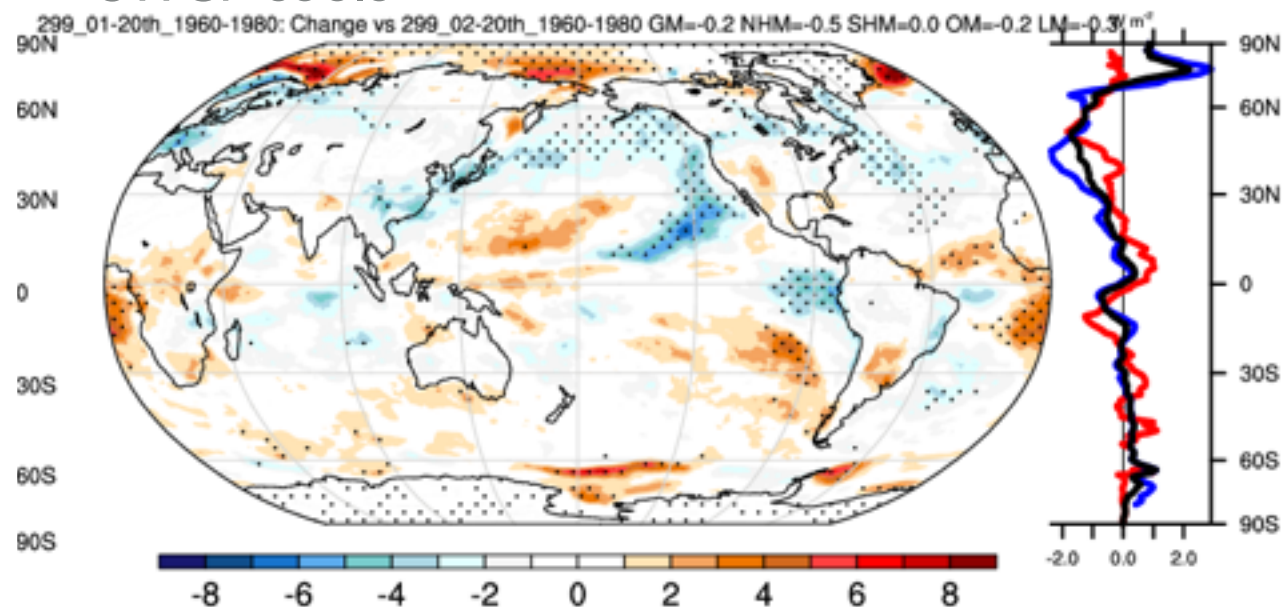 299_01-20th_1960-1980: Change vs 299_02-20th_1960-1980 GM=-0.2 NHM=-0.5 SHM=0.0 OM=-0.2 LM=-0.3
m⁻²
90N
60N
30N
0
30S
60S
90S
90N
60N
30N
0
30S
60S
90S
-2.0 0.0 2.0
-8 -6 -4 -2 0 2 4 6 8